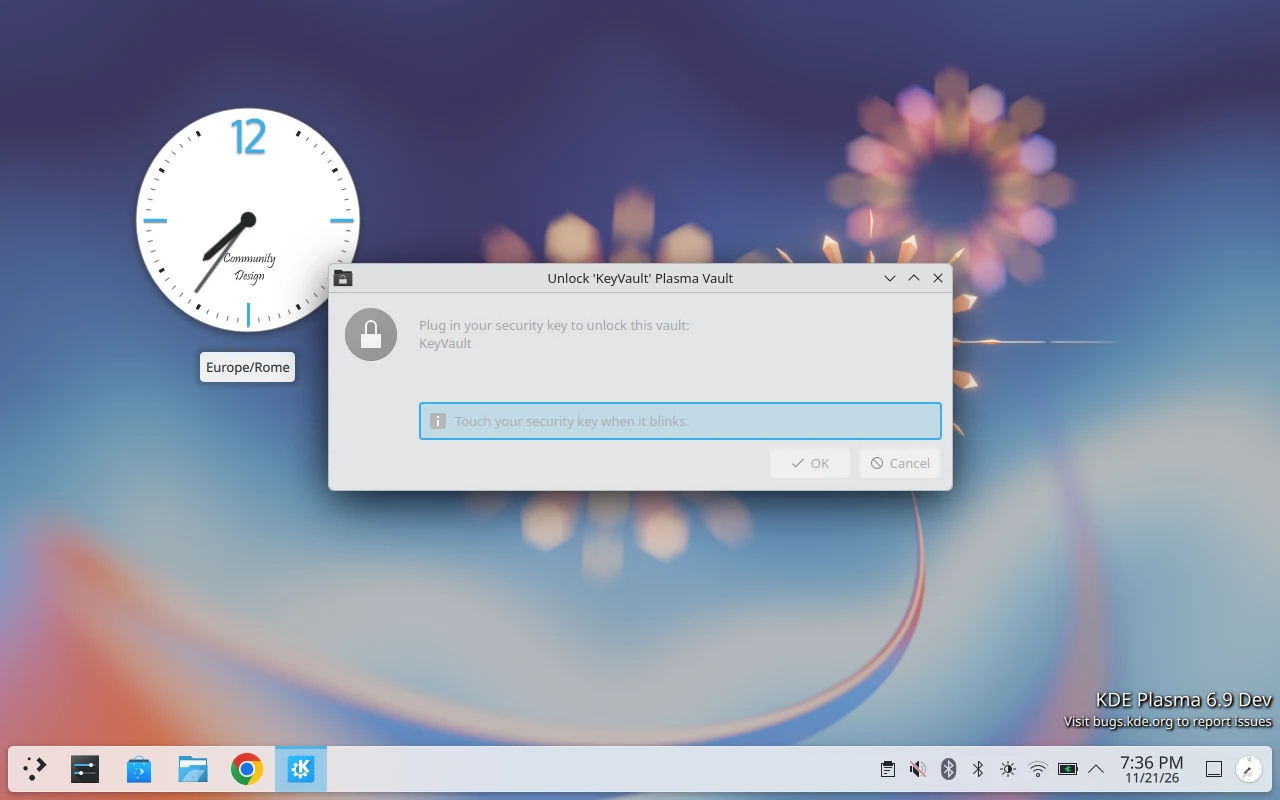 12
Community
Design
Europe/Rome
Unlock 'KeyVault' Plasma Vault
Plug in your security key to unlock this vault:
KeyVault
Touch your security key when it blinks.
OK
Cancel
KDE Plasma 6.9 Dev
Visit bugs.kde.org to report issues
7:36 PM
11/21/26